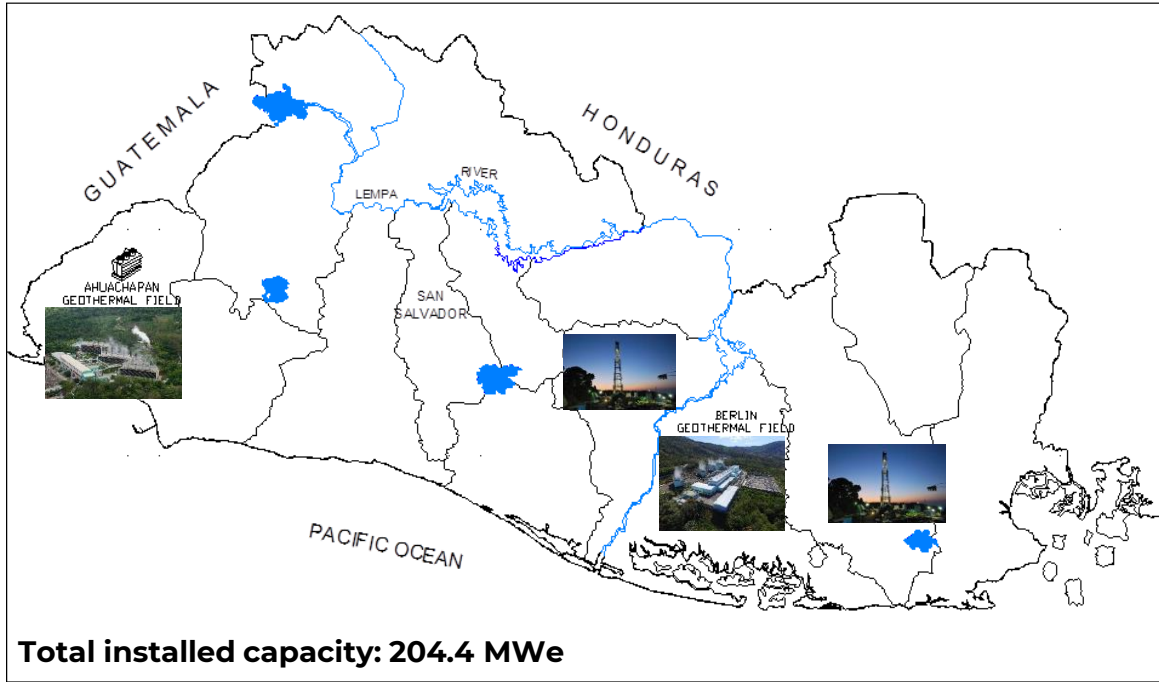 GUATEMALA
HONDURAS
RIVER
LEMPA
AHUACHAPAN
GEOTHERMAL FIELD
SAN
SALVADOR
BERLIN
GEOTHERMAL FIELD
PACIFIC OCEAN
Total installed capacity: 204.4 MWe